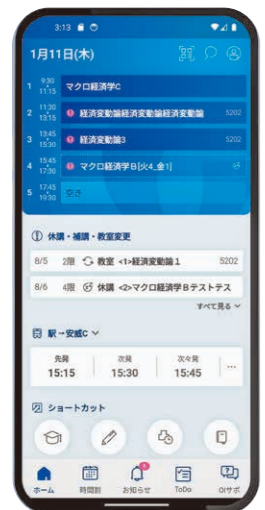 3:13
1月11日(木)
1 9:30 11:15 マクロ経済学C
2 11:30 13:15 経済変動論経済変動論経済変動論 5202
3 13:45 15:30 経済変動論3 5202
4 15:45 17:30 マクロ経済学B[火4_金1]
5 17:45 19:30 空き
休講・補講・教室変更
8/5 2限 教室 <1>経済変動論1 5202
8/6 4限 休講 <2>マクロ経済学Bテストテス
すべて見る
駅→安威C
先発 次発 次々発
15:15 15:30 15:45 ...
ショートカット
ホーム 時間割 お知らせ ToDo OIサポ